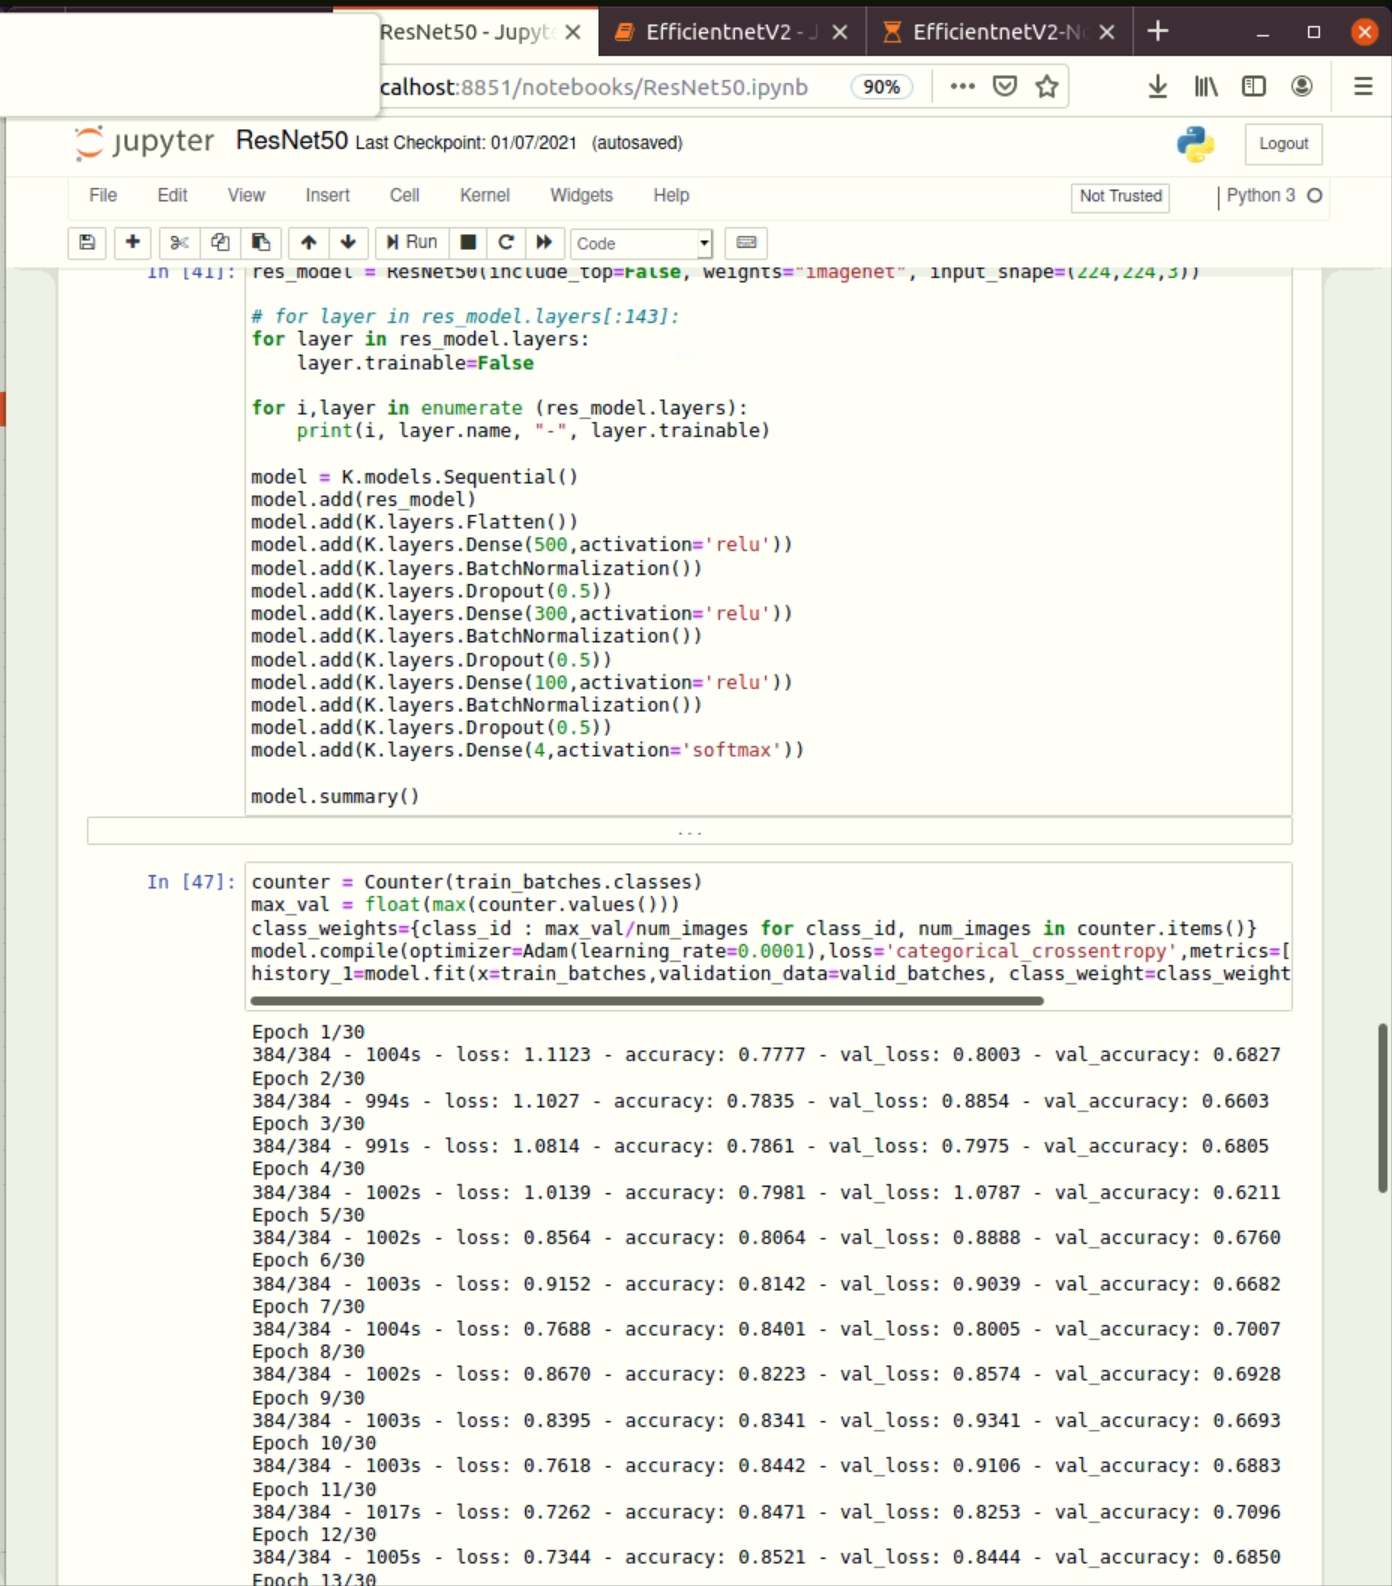 ResNet50 - Jupyt
EfficientnetV2 - J
EfficientnetV2-No
calhost:8851/notebooks/ResNet50.ipynb
90%
jupyter ResNet50 Last Checkpoint: 01/07/2021 (autosaved)
Logout
File Edit View Insert Cell Kernel Widgets Help
Not Trusted
Python 3
Run
Code
In [41]: res_model = ResNet50(include_top=False, weights="imagenet", input_shape=(224,224,3))
# for layer in res_model.layers[:143]:
for layer in res_model.layers:
    layer.trainable=False
for i,layer in enumerate (res_model.layers):
    print(i, layer.name, "-", layer.trainable)
model = K.models.Sequential()
model.add(res_model)
model.add(K.layers.Flatten())
model.add(K.layers.Dense(500,activation='relu'))
model.add(K.layers.BatchNormalization())
model.add(K.layers.Dropout(0.5))
model.add(K.layers.Dense(300,activation='relu'))
model.add(K.layers.BatchNormalization())
model.add(K.layers.Dropout(0.5))
model.add(K.layers.Dense(100,activation='relu'))
model.add(K.layers.BatchNormalization())
model.add(K.layers.Dropout(0.5))
model.add(K.layers.Dense(4,activation='softmax'))
model.summary()
...
In [47]: counter = Counter(train_batches.classes)
max_val = float(max(counter.values()))
class_weights={class_id : max_val/num_images for class_id, num_images in counter.items()}
model.compile(optimizer=Adam(learning_rate=0.0001),loss='categorical_crossentropy',metrics=[
history_1=model.fit(x=train_batches,validation_data=valid_batches, class_weight=class_weight
Epoch 1/30
384/384 - 1004s - loss: 1.1123 - accuracy: 0.7777 - val_loss: 0.8003 - val_accuracy: 0.6827
Epoch 2/30
384/384 - 994s - loss: 1.1027 - accuracy: 0.7835 - val_loss: 0.8854 - val_accuracy: 0.6603
Epoch 3/30
384/384 - 991s - loss: 1.0814 - accuracy: 0.7861 - val_loss: 0.7975 - val_accuracy: 0.6805
Epoch 4/30
384/384 - 1002s - loss: 1.0139 - accuracy: 0.7981 - val_loss: 1.0787 - val_accuracy: 0.6211
Epoch 5/30
384/384 - 1002s - loss: 0.8564 - accuracy: 0.8064 - val_loss: 0.8888 - val_accuracy: 0.6760
Epoch 6/30
384/384 - 1003s - loss: 0.9152 - accuracy: 0.8142 - val_loss: 0.9039 - val_accuracy: 0.6682
Epoch 7/30
384/384 - 1004s - loss: 0.7688 - accuracy: 0.8401 - val_loss: 0.8005 - val_accuracy: 0.7007
Epoch 8/30
384/384 - 1002s - loss: 0.8670 - accuracy: 0.8223 - val_loss: 0.8574 - val_accuracy: 0.6928
Epoch 9/30
384/384 - 1003s - loss: 0.8395 - accuracy: 0.8341 - val_loss: 0.9341 - val_accuracy: 0.6693
Epoch 10/30
384/384 - 1003s - loss: 0.7618 - accuracy: 0.8442 - val_loss: 0.9106 - val_accuracy: 0.6883
Epoch 11/30
384/384 - 1017s - loss: 0.7262 - accuracy: 0.8471 - val_loss: 0.8253 - val_accuracy: 0.7096
Epoch 12/30
384/384 - 1005s - loss: 0.7344 - accuracy: 0.8521 - val_loss: 0.8444 - val_accuracy: 0.6850
Epoch 13/30